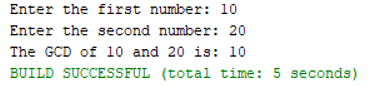 Enter the first number: 10
Enter the second number: 20
The GCD of 10 and 20 is: 10
BUILD SUCCESSFUL (total time: 5 seconds)